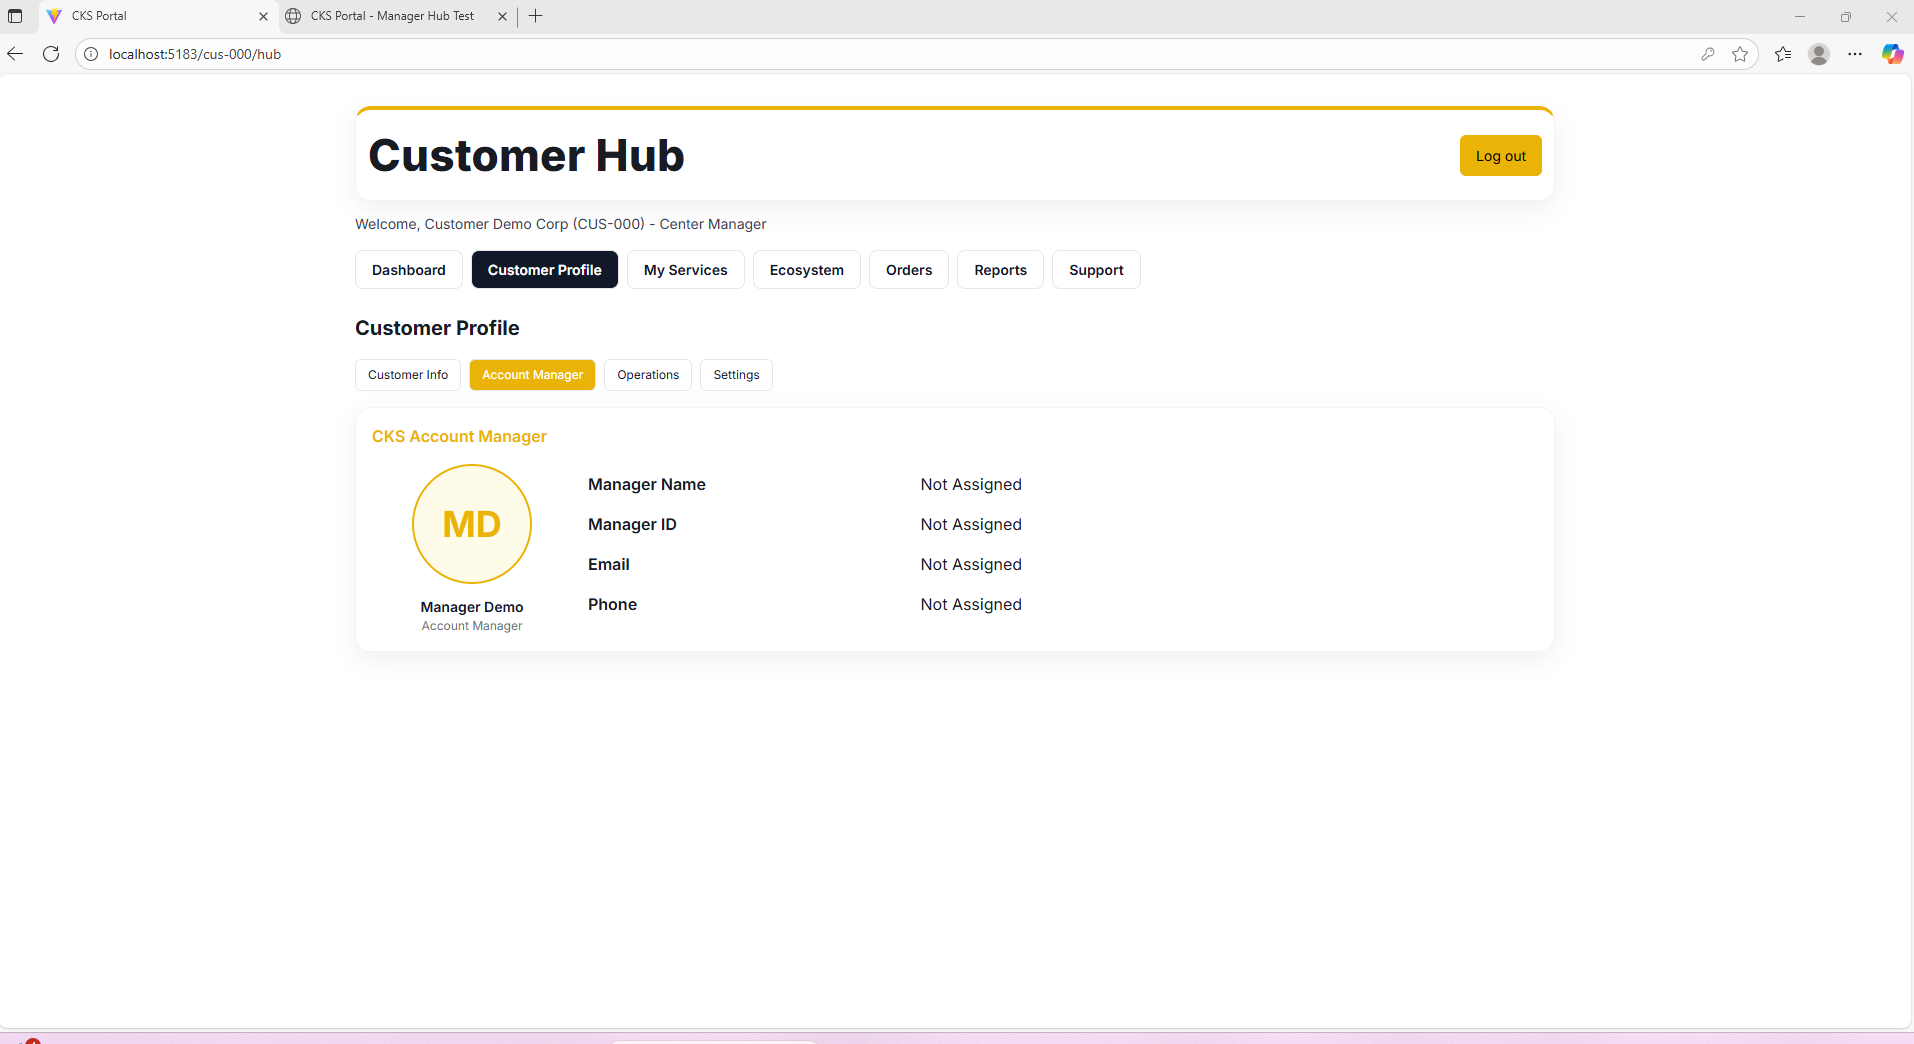 CKS Portal
CKS Portal - Manager Hub Test
localhost:5183/cus-000/hub
Customer Hub
Log out
Welcome, Customer Demo Corp (CUS-000) - Center Manager
Dashboard
Customer Profile
My Services
Ecosystem
Orders
Reports
Support
Customer Profile
Customer Info
Account Manager
Operations
Settings
CKS Account Manager
MD
Manager Demo
Account Manager
Manager Name Not Assigned
Manager ID Not Assigned
Email Not Assigned
Phone Not Assigned